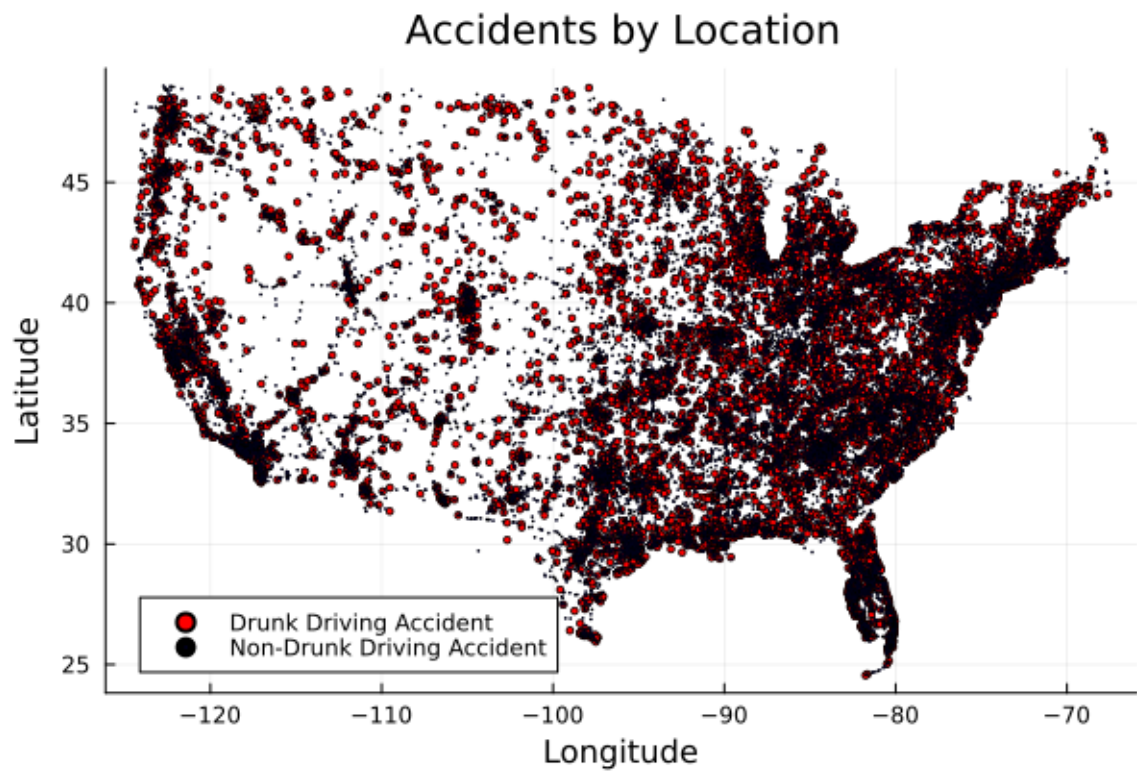 Accidents by Location
Latitude
45
40
35
30
25
Drunk Driving Accident
Non-Drunk Driving Accident
−120
−110
−100
−90
−80
−70
Longitude